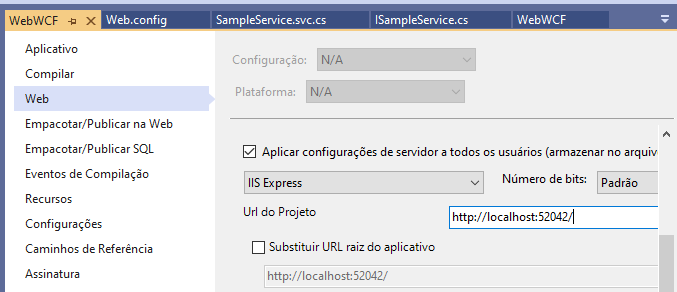 WebWCF Web.config SampleService.svc.cs ISampleService.cs WebWCF
Aplicativo
Compilar
Web
Empacotar/Publicar na Web
Empacotar/Publicar SQL
Eventos de Compilação
Recursos
Configurações
Caminhos de Referência
Assinatura
Configuração: N/A
Plataforma: N/A
Aplicar configurações de servidor a todos os usuários (armazenar no arquiv
IIS Express Número de bits: Padrão
Url do Projeto http://localhost:52042/
Substituir URL raíz do aplicativo
http://localhost:52042/